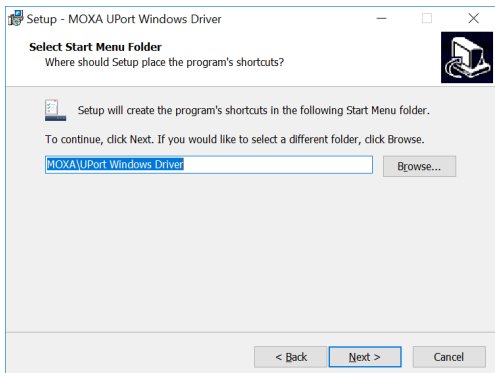 Setup - MOXA UPort Windows Driver
Select Start Menu Folder
Where should Setup place the program's shortcuts?
Setup will create the program's shortcuts in the following Start Menu folder.
To continue, click Next. If you would like to select a different folder, click Browse.
MOXA\UPort Windows Driver
Browse...
< Back
Next >
Cancel